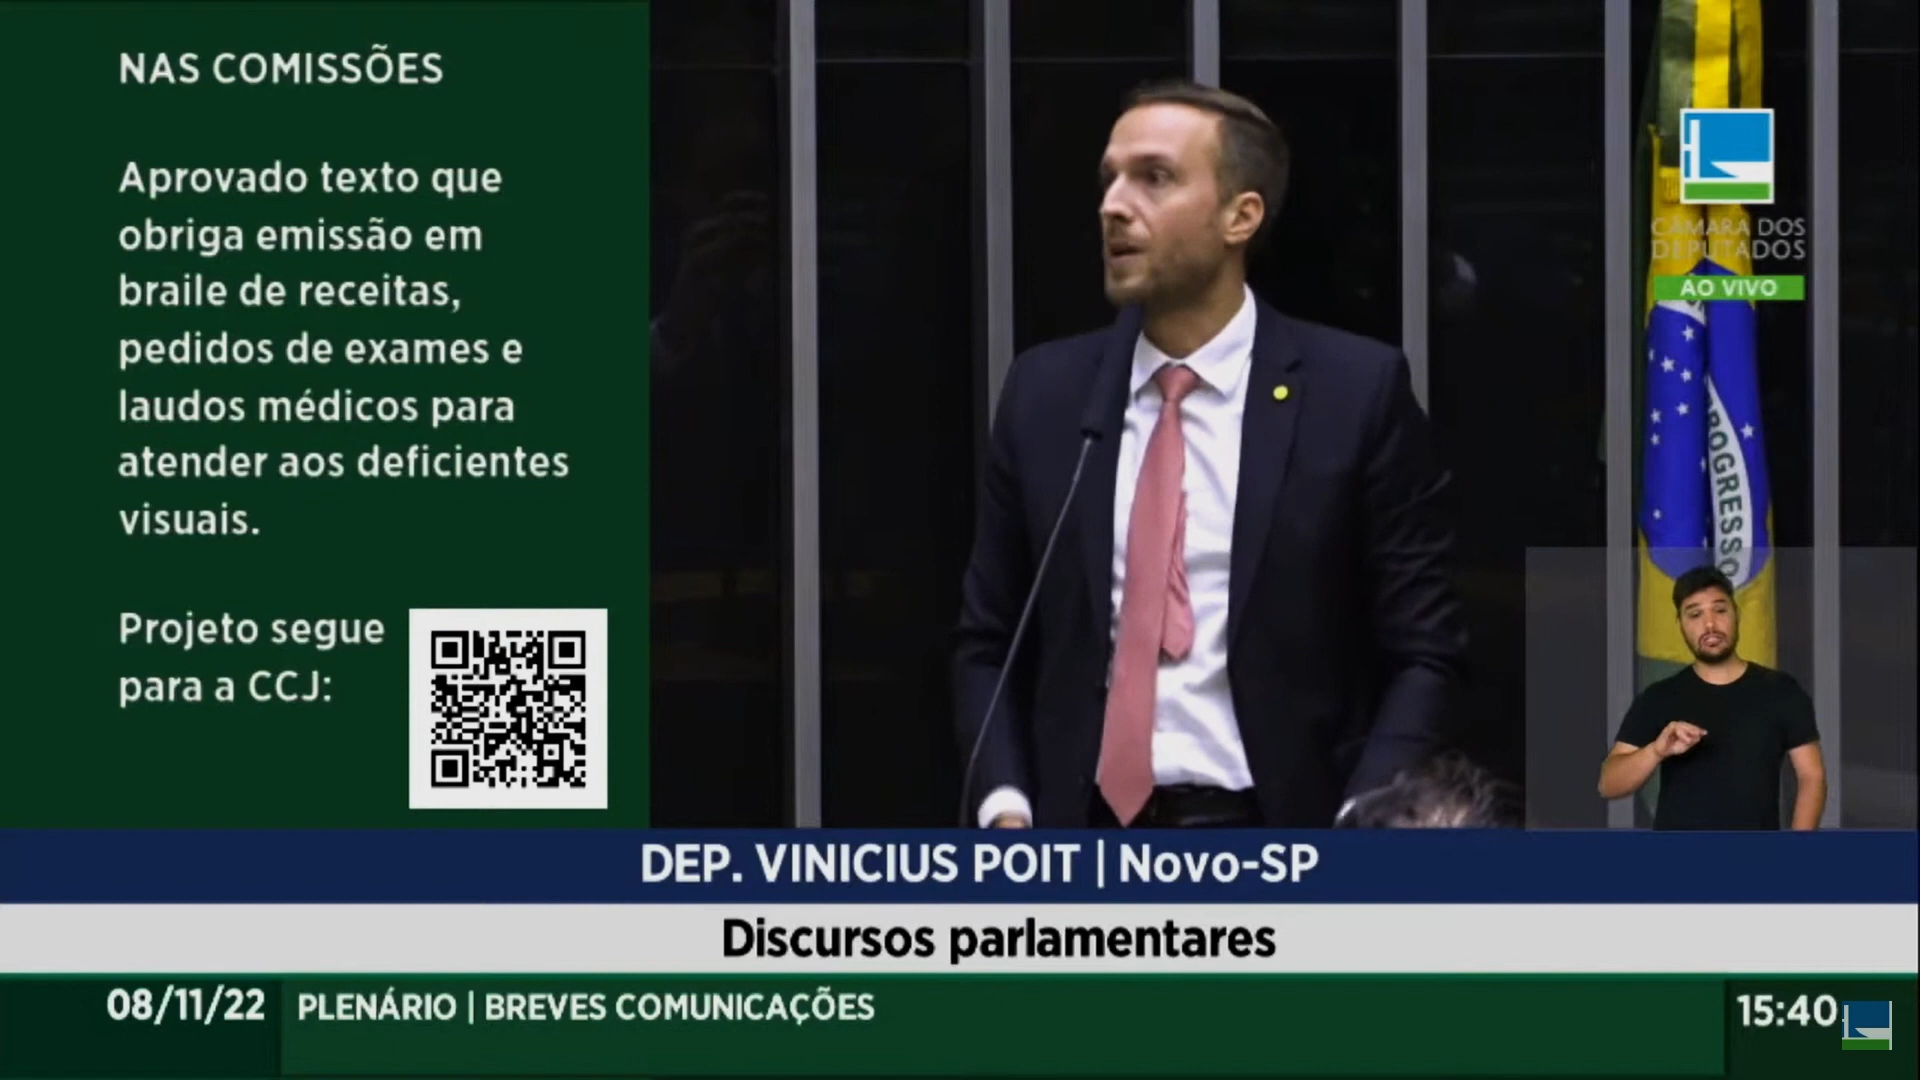 NAS COMISSÕES
Aprovado texto que
obriga emissão em
braile de receitas,
pedidos de exames e
laudos médicos para
atender aos deficientes
visuais.
Projeto segue
para a CCJ:
CÂMARA DOS
DEPUTADOS
AO VIVO
PROGRESSO
DEP. VINICIUS POIT | Novo-SP
Discursos parlamentares
08/11/22 PLENÁRIO | BREVES COMUNICAÇÕES 15:40